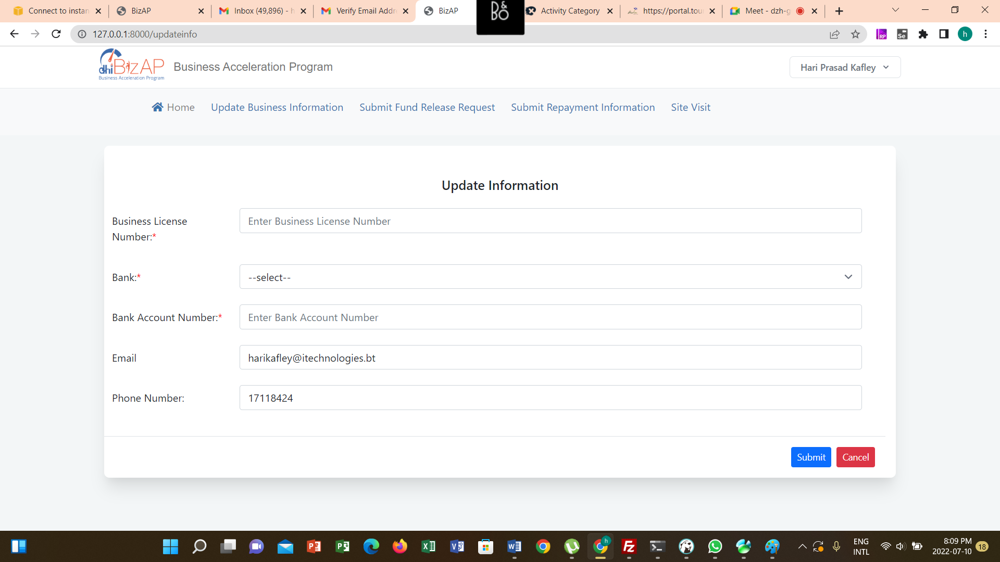 Connect to instan
BizAP
Inbox (49,896) - h
Verify Email Addr
BizAP
B&O
Activity Category
https://portal.tou
Meet - dzh-g
127.0.0.1:8000/updateinfo
RP
Se
h
dhi BizAP
Business Acceleration Program
Business Acceleration Program
Hari Prasad Kafley
Home
Update Business Information
Submit Fund Release Request
Submit Repayment Information
Site Visit
Update Information
Business License
Number:*
Enter Business License Number
Bank:*
--select--
Bank Account Number:*
Enter Bank Account Number
Email
harikafley@itechnologies.bt
Phone Number:
17118424
Submit
Cancel
h
ENG
INTL
8:09 PM
2022-07-10
18